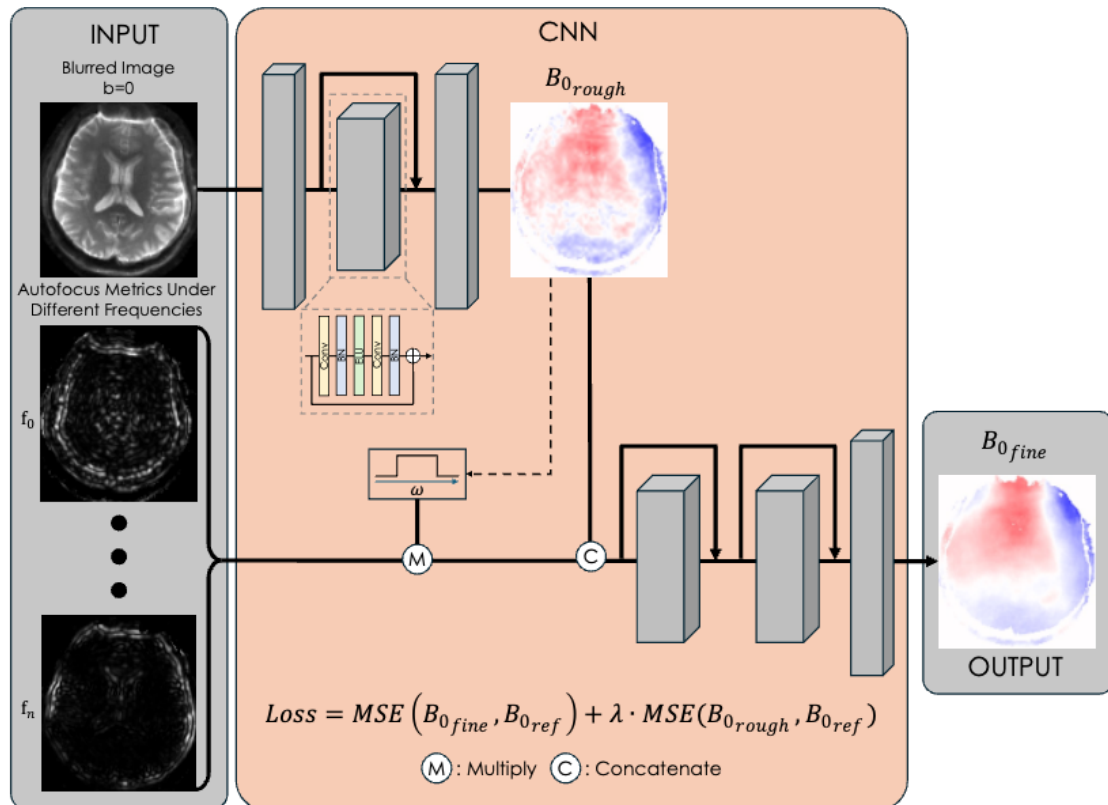 INPUT
Blurred Image
b=0
Autofocus Metrics Under
Different Frequencies
f₀
fₙ
CNN
B₀rough
Conv
BN
ELU
Conv
BN
ω
M
C
Loss = MSE(B₀fine, B₀ref) + λ · MSE(B₀rough, B₀ref)
M : Multiply C : Concatenate
B₀fine
OUTPUT